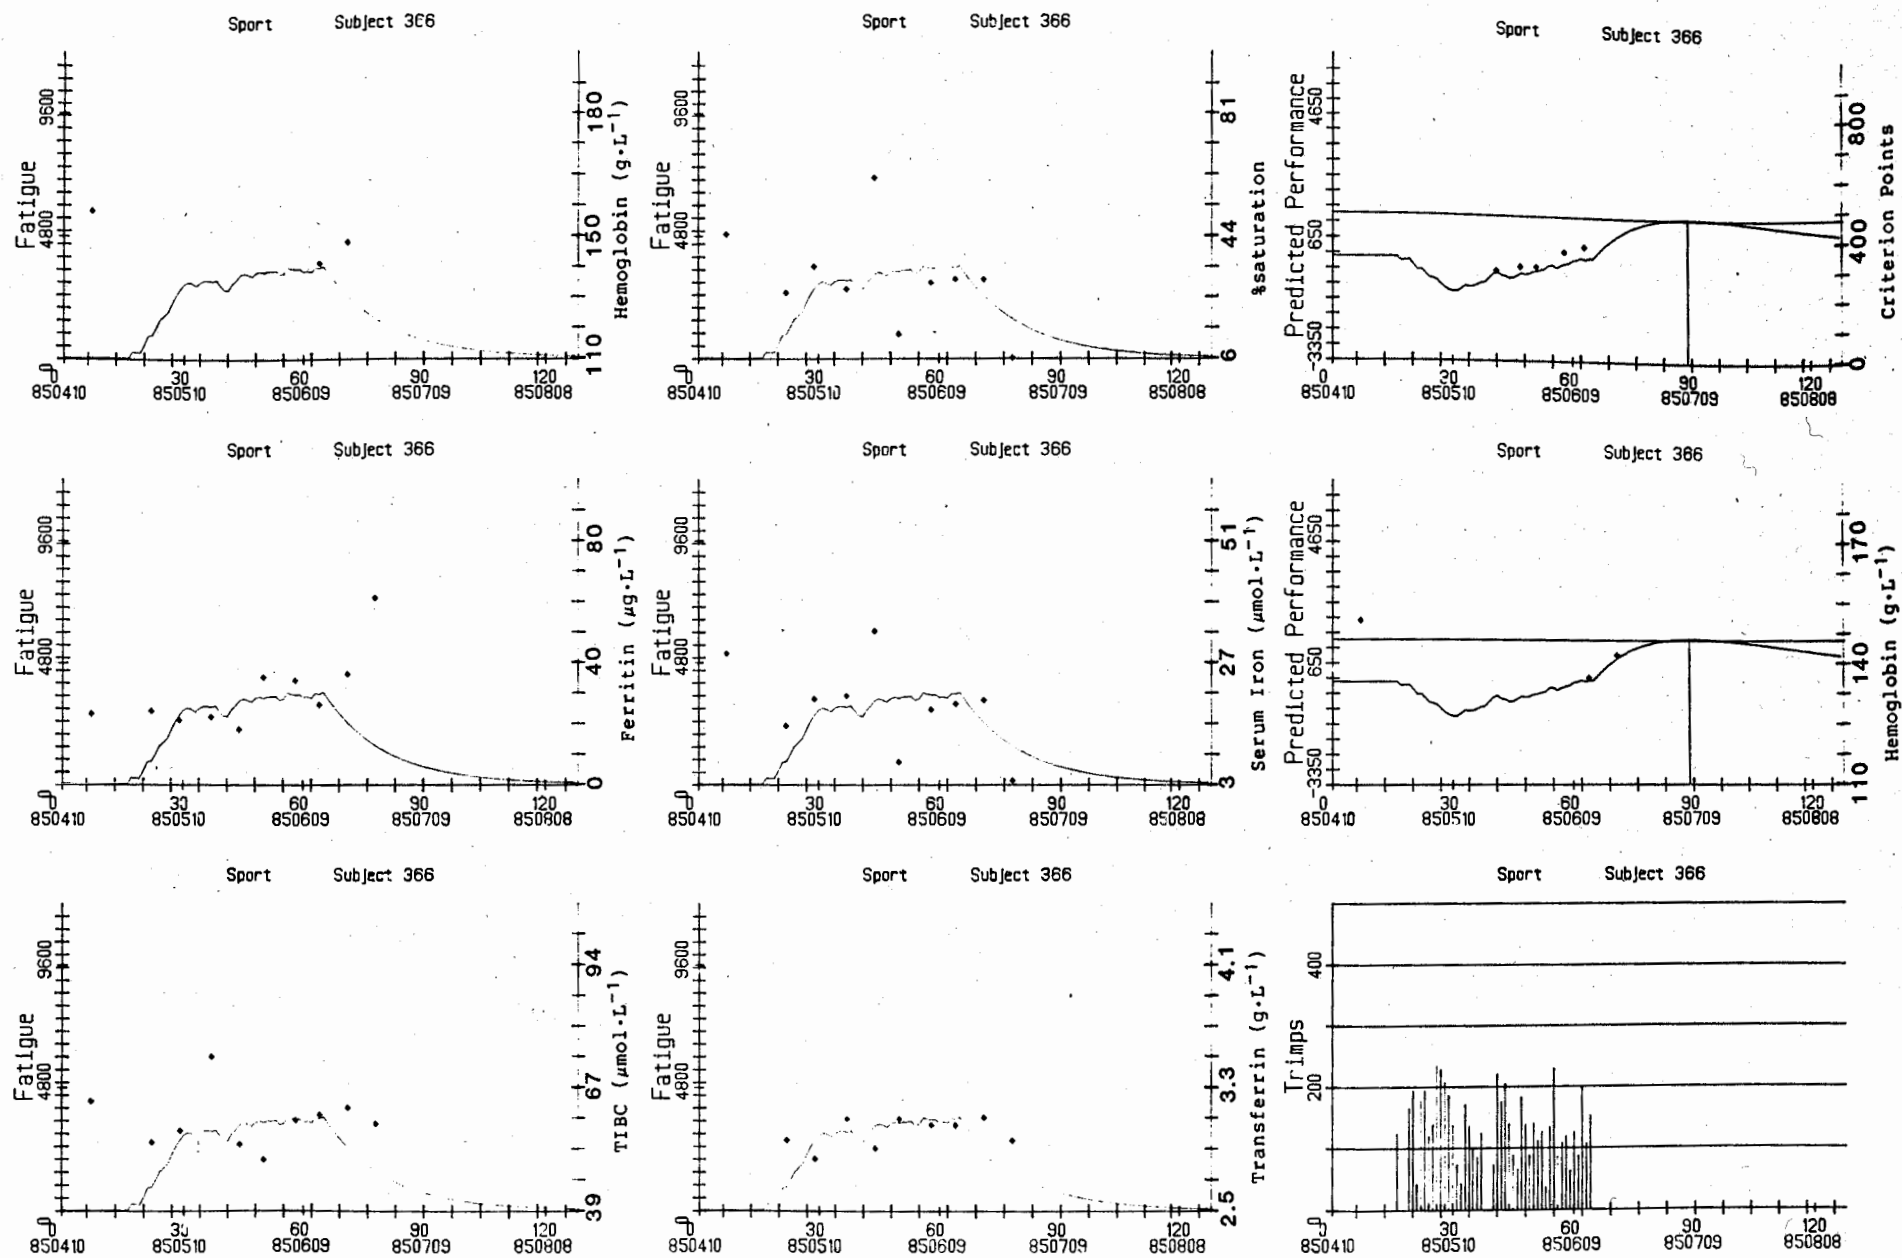 Sport Subject 366
Fatigue
9600
4800
0
180
150
110
Hemoglobin (g·L⁻¹)
0 30 60 90 120
850410 850510 850609 850709 850808
Sport Subject 366
Fatigue
9600
4800
0
81
44
6
%saturation
0 30 60 90 120
850410 850510 850609 850709 850808
Sport Subject 366
Predicted Performance
4650
650
-3350
800
400
0
Criterion Points
0 30 60 90 120
850410 850510 850609 850709 850808
Sport Subject 366
Fatigue
9600
4800
0
80
40
0
Ferritin (µg·L⁻¹)
0 30 60 90 120
850410 850510 850609 850709 850808
Sport Subject 366
Fatigue
9600
4800
0
51
27
3
Serum Iron (µmol·L⁻¹)
0 30 60 90 120
850410 850510 850609 850709 850808
Sport Subject 366
Predicted Performance
4650
650
-3350
170
140
110
Hemoglobin (g·L⁻¹)
0 30 60 90 120
850410 850510 850609 850709 850808
Sport Subject 366
Fatigue
9600
4800
0
94
67
39
TIBC (µmol·L⁻¹)
0 30 60 90 120
850410 850510 850609 850709 850808
Sport Subject 366
Fatigue
9600
4800
0
4.1
3.3
2.5
Transferrin (g·L⁻¹)
0 30 60 90 120
850410 850510 850609 850709 850808
Sport Subject 366
Trimps
400
200
0
0 30 60 90 120
850410 850510 850609 850709 850808